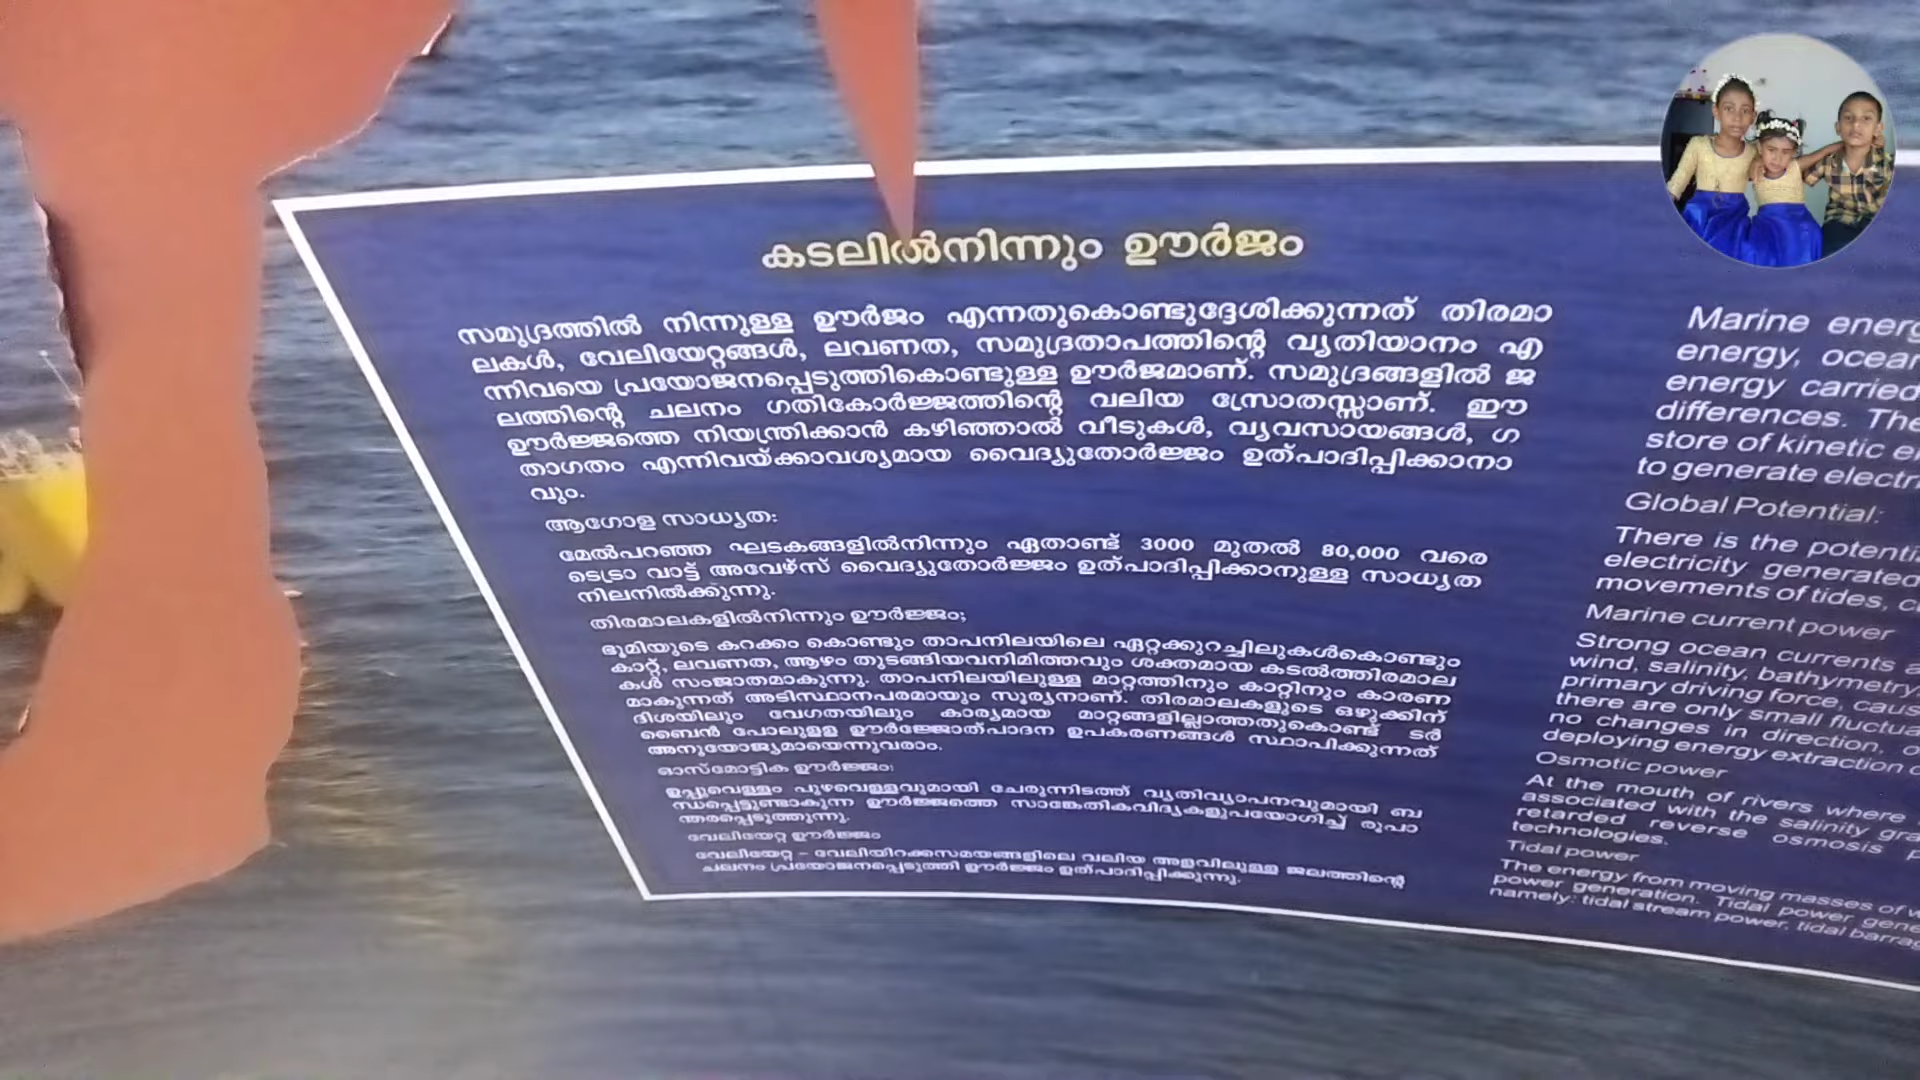 കടലിൽനിന്നും ഊർജം
സമുദ്രത്തിൽ നിന്നുള്ള ഊർജം എന്നതുകൊണ്ടുദ്ദേശിക്കുന്നത് തിരമാ
ലകൾ, വേലിയേറ്റങ്ങൾ, ലവണത, സമുദ്രതാപത്തിന്റെ വ്യതിയാനം എ
ന്നിവയെ പ്രയോജനപ്പെടുത്തികൊണ്ടുള്ള ഊർജമാണ്. സമുദ്രങ്ങളിൽ ജ
ലത്തിന്റെ ചലനം ഗതികോർജ്ജത്തിന്റെ വലിയ സ്രോതസ്സാണ്. ഈ
ഊർജ്ജത്തെ നിയന്ത്രിക്കാൻ കഴിഞ്ഞാൽ വീടുകൾ, വ്യവസായങ്ങൾ, ഗ
താഗതം എന്നിവയ്ക്കാവശ്യമായ വൈദ്യുതോർജ്ജം ഉത്പാദിപ്പിക്കാനാ
വും.
ആഗോള സാധ്യത:
മേൽപറഞ്ഞ ഘടകങ്ങളിൽനിന്നും ഏതാണ്ട് 3000 മുതൽ 80,000 വരെ
ടെട്രാ വാട്ട് അവേഴ്സ് വൈദ്യുതോർജ്ജം ഉത്പാദിപ്പിക്കാനുള്ള സാധ്യത
നിലനിൽക്കുന്നു.
തിരമാലകളിൽനിന്നും ഊർജ്ജം;
ഭൂമിയുടെ കറക്കം കൊണ്ടും താപനിലയിലെ ഏറ്റക്കുറച്ചിലുകൾകൊണ്ടും
കാറ്റ്, ലവണത, ആഴം തുടങ്ങിയവനിമിത്തവും ശക്തമായ കടൽത്തിരമാല
കൾ സംജാതമാകുന്നു. താപനിലയിലുള്ള മാറ്റത്തിനും കാറ്റിനും കാരണ
മാകുന്നത് അടിസ്ഥാനപരമായും സൂര്യനാണ്. തിരമാലകളുടെ ഒഴുക്കിന്
ദിശയിലും വേഗതയിലും കാര്യമായ മാറ്റങ്ങളില്ലാത്തതുകൊണ്ട് ടർ
ബൈൻ പോലുളള ഊർജ്ജോത്പാദന ഉപകരണങ്ങൾ സ്ഥാപിക്കുന്നത്
അനുയോജ്യമായെന്നുവരാം.
ഓസ്മോട്ടിക ഊർജ്ജം:
ഉപ്പുവെള്ളം പുഴവെള്ളവുമായി ചേരുന്നിടത്ത് വൃതിവ്യാപനവുമായി ബ
ന്ധപ്പെട്ടുണ്ടാകുന്ന ഊർജ്ജത്തെ സാങ്കേതികവിദ്യകളുപയോഗിച്ച് രൂപാ
ന്തരപ്പെടുത്തുന്നു.
വേലിയേറ്റ ഊർജ്ജം
വേലിയേറ്റ – വേലിയിറക്കസമയങ്ങളിലെ വലിയ അളവിലുള്ള ജലത്തിന്റെ
ചലനം പ്രയോജനപ്പെടുത്തി ഊർജ്ജം ഉത്പാദിപ്പിക്കുന്നു.
Marine energ
energy, ocean
energy carried
differences. The
store of kinetic e
to generate electr
Global Potential:
There is the potentia
electricity generated
movements of tides, c
Marine current power
Strong ocean currents a
wind, salinity, bathymetry
primary driving force, caus
there are only small fluctua
no changes in direction, o
deploying energy extraction
Osmotic power
At the mouth of rivers where
associated with the salinity gra
retarded reverse osmosis p
technologies.
Tidal power
The energy from moving masses of w
power generation. Tidal power gene
namely: tidal stream power, tidal barrag